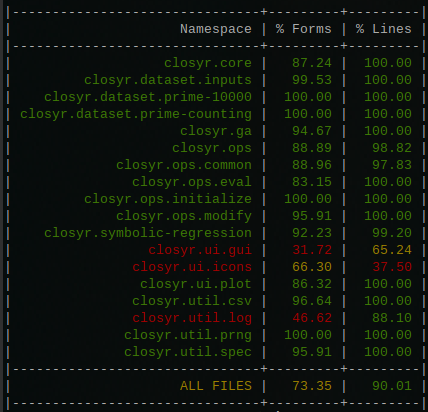 |---------------------------------+---------+---------|
| Namespace | % Forms | % Lines |
|---------------------------------+---------+---------|
| closyr.core | 87.24 | 100.00 |
| closyr.dataset.inputs | 99.53 | 100.00 |
| closyr.dataset.prime-10000 | 100.00 | 100.00 |
| closyr.dataset.prime-counting | 100.00 | 100.00 |
| closyr.ga | 94.67 | 100.00 |
| closyr.ops | 88.89 | 98.82 |
| closyr.ops.common | 88.96 | 97.83 |
| closyr.ops.eval | 83.15 | 100.00 |
| closyr.ops.initialize | 100.00 | 100.00 |
| closyr.ops.modify | 95.91 | 100.00 |
| closyr.symbolic-regression | 92.23 | 99.20 |
| closyr.ui.gui | 31.72 | 65.24 |
| closyr.ui.icons | 66.30 | 37.50 |
| closyr.ui.plot | 86.32 | 100.00 |
| closyr.util.csv | 96.64 | 100.00 |
| closyr.util.log | 46.62 | 88.10 |
| closyr.util.prng | 100.00 | 100.00 |
| closyr.util.spec | 95.91 | 100.00 |
|---------------------------------+---------+---------|
| ALL FILES | 73.35 | 90.01 |
|---------------------------------+---------+---------|